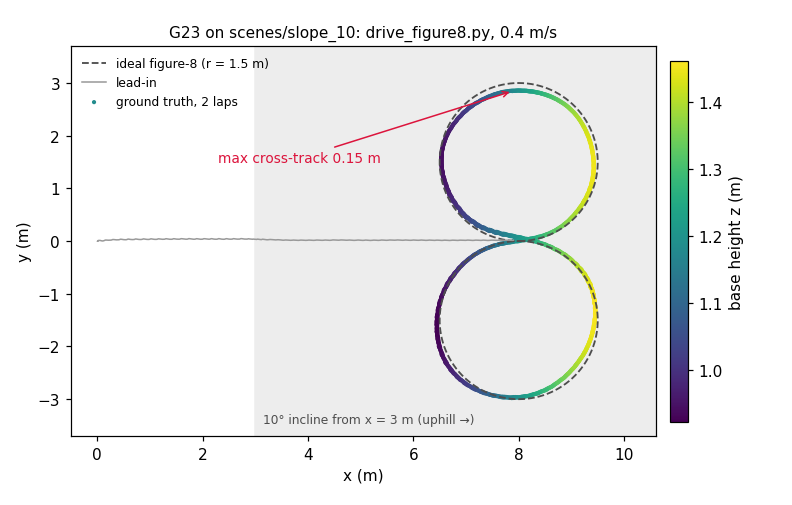 G23 on scenes/slope_10: drive_figure8.py, 0.4 m/s
ideal figure-8 (r = 1.5 m)
lead-in
ground truth, 2 laps
max cross-track 0.15 m
10° incline from x = 3 m (uphill →)
3
2
1
0
−1
−2
−3
y (m)
0
2
4
6
8
10
x (m)
1.4
1.3
1.2
1.1
1.0
base height z (m)